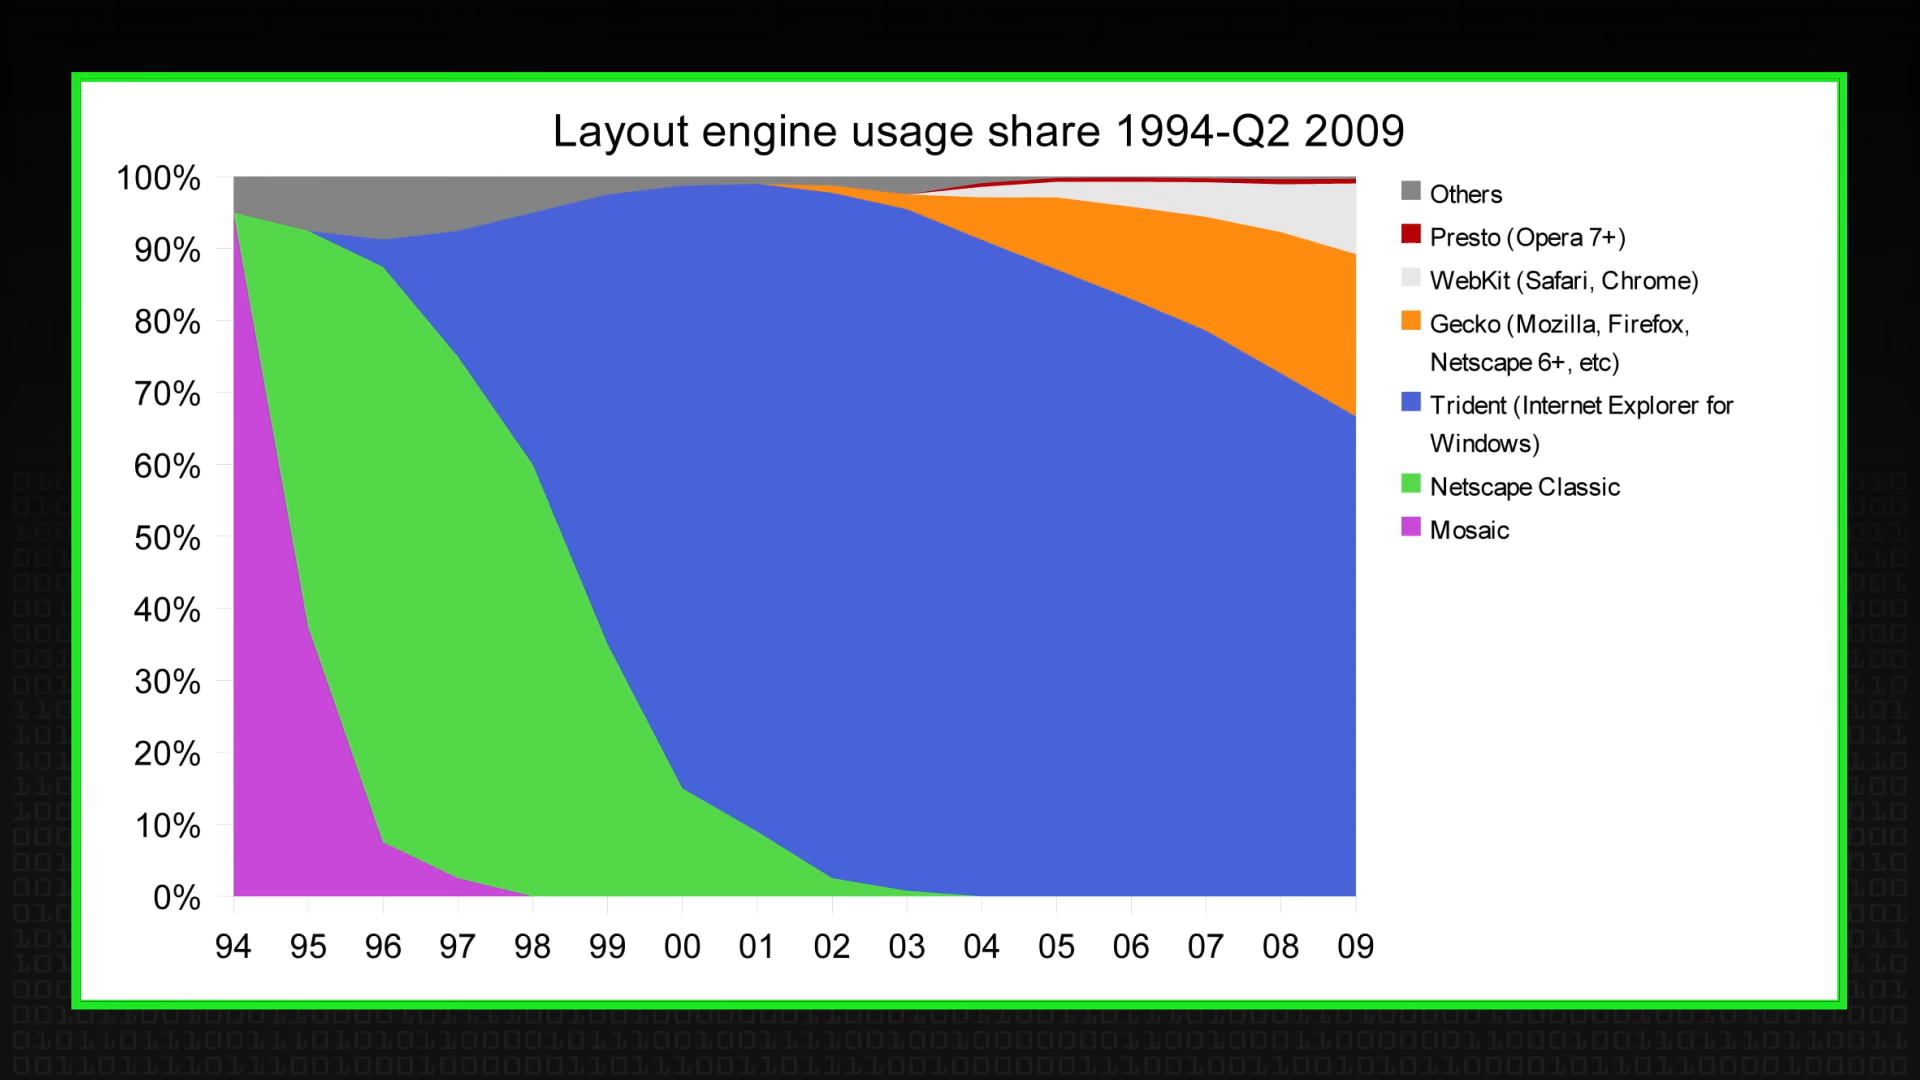 Layout engine usage share 1994-Q2 2009
100%
90%
80%
70%
60%
50%
40%
30%
20%
10%
0%
94 95 96 97 98 99 00 01 02 03 04 05 06 07 08 09
Others
Presto (Opera 7+)
WebKit (Safari, Chrome)
Gecko (Mozilla, Firefox,
Netscape 6+, etc)
Trident (Internet Explorer for
Windows)
Netscape Classic
Mosaic